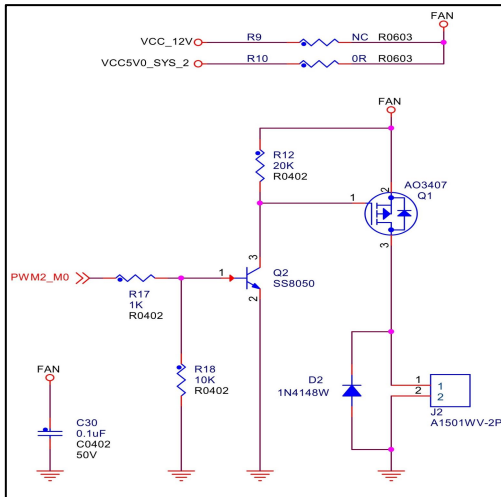 FAN
VCC_12V R9 NC R0603
VCC5V0_SYS_2 R10 0R R0603
FAN
R12
20K
R0402
AO3407
Q1
1
2
3
3
Q2
SS8050
1
2
PWM2_M0
R17
1K
R0402
R18
10K
R0402
FAN
C30
0.1uF
C0402
50V
D2
1N4148W
1 1
2 2
J2
A1501WV-2P